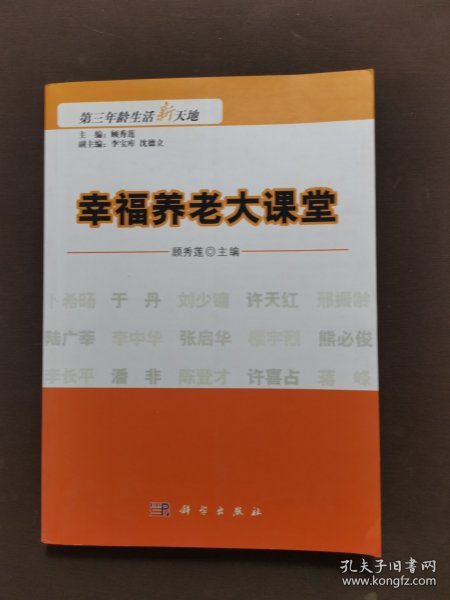 第三年龄生活新天地
主 编：顾秀莲
副主编：李宝库 沈德立
幸福养老大课堂
顾秀莲◎主编
卜希旸 于 丹 刘少镛 许天红 邢振龄
陆广莘 李中华 张启华 楼宇烈 熊必俊
李长平 潘 非 陈登才 许喜占 蒋 峰
科学出版社
孔夫子旧书网
www.kongfz.com